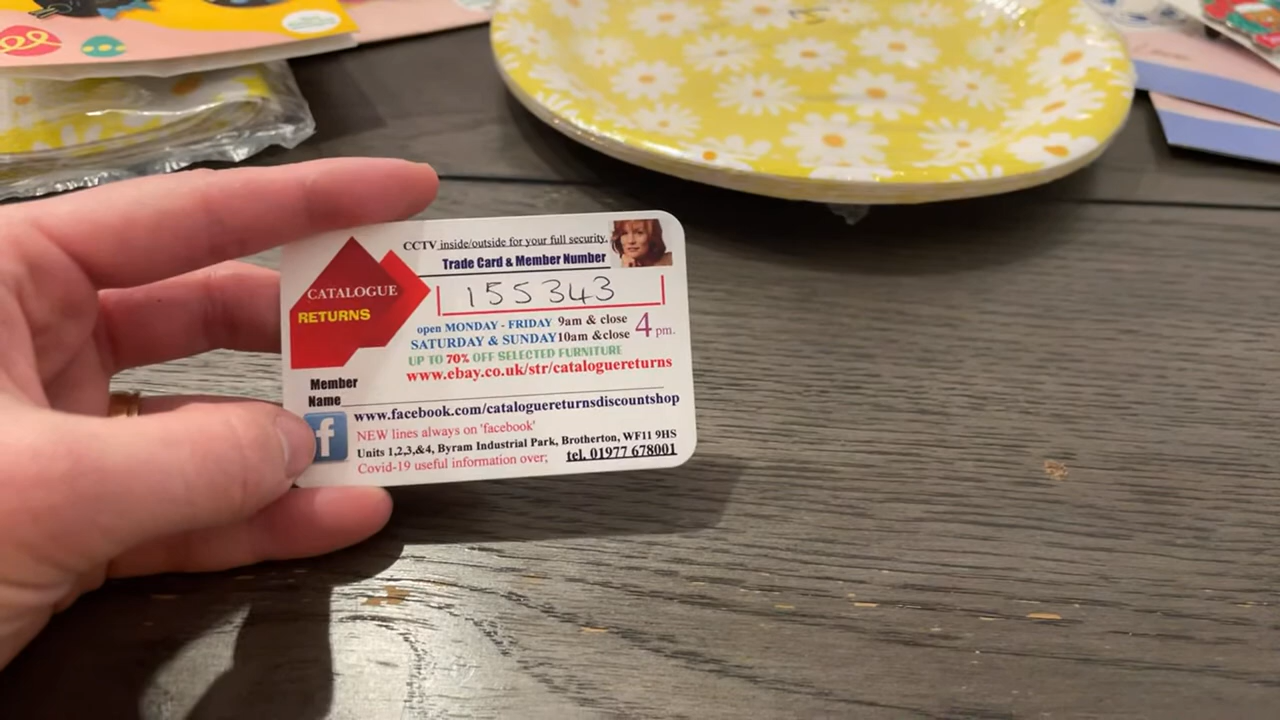 CCTV inside/outside for your full security.
Trade Card & Member Number
155343
CATALOGUE
RETURNS
open MONDAY - FRIDAY 9am & close 4 pm.
SATURDAY & SUNDAY 10am &close
UP TO 70% OFF SELECTED FURNITURE
www.ebay.co.uk/str/cataloguereturns
Member
Name
www.facebook.com/cataloguereturnsdiscountshop
f
NEW lines always on 'facebook'
Units 1,2,3,&4, Byram Industrial Park, Brotherton, WF11 9HS
Covid-19 useful information over; tel. 01977 678001